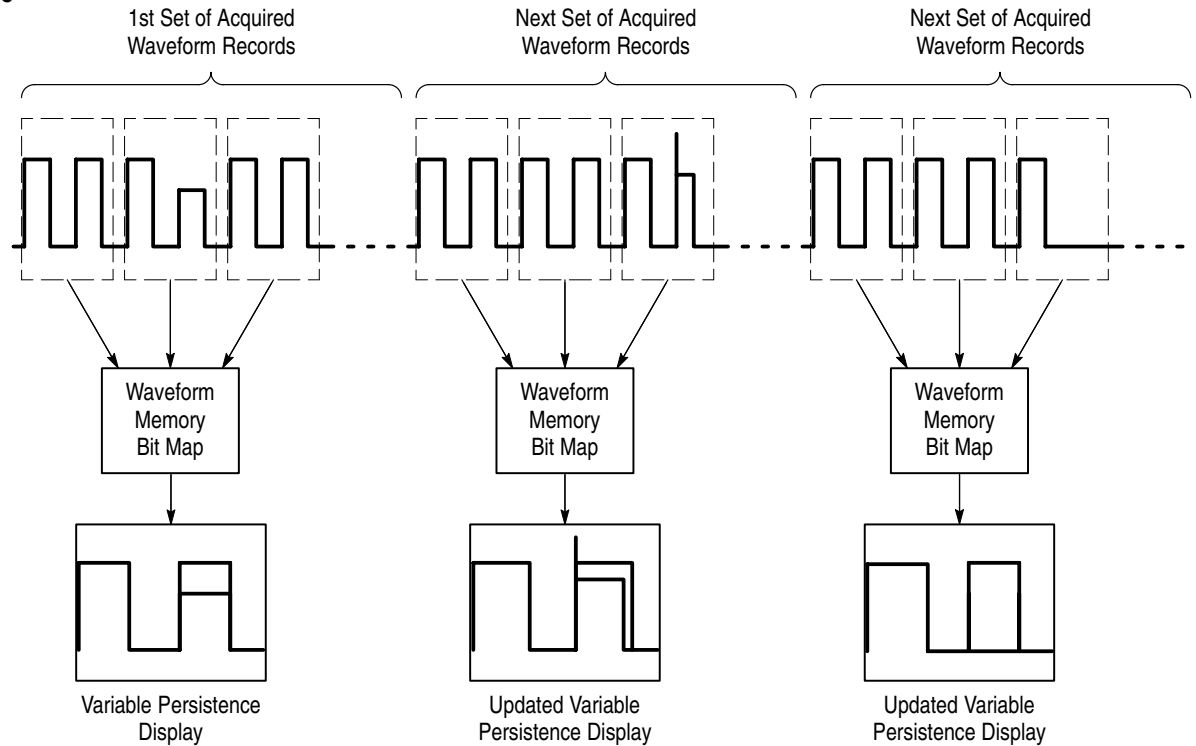 1st Set of Acquired
Waveform Records
Next Set of Acquired
Waveform Records
Next Set of Acquired
Waveform Records
Waveform
Memory
Bit Map
Waveform
Memory
Bit Map
Waveform
Memory
Bit Map
Variable Persistence
Display
Updated Variable
Persistence Display
Updated Variable
Persistence Display